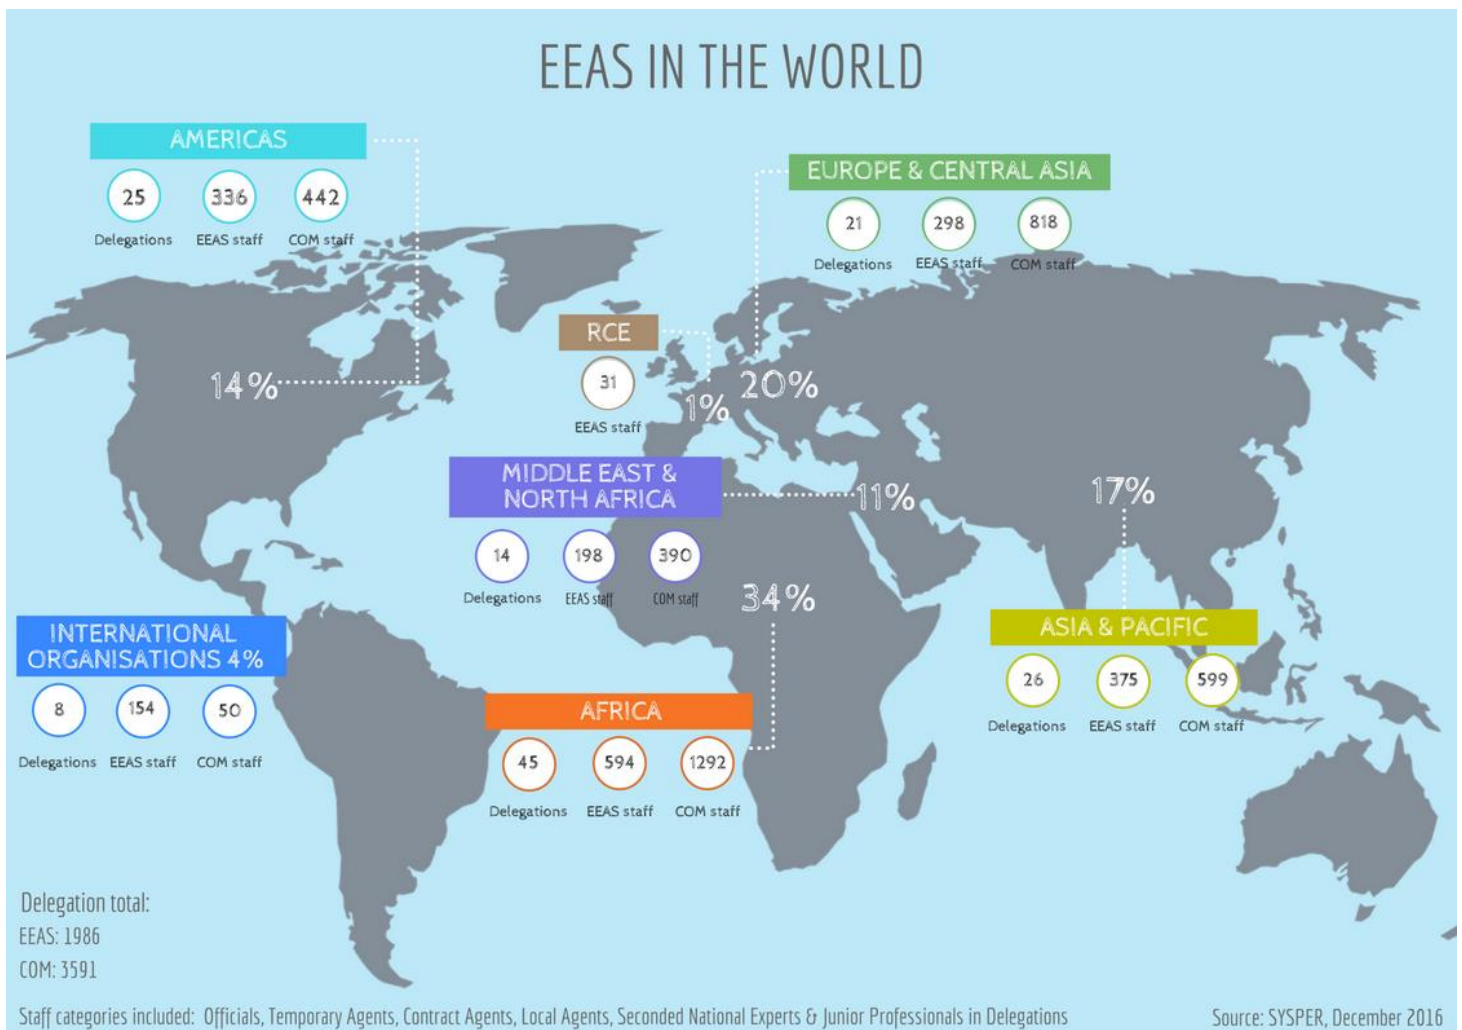 EEAS IN THE WORLD
AMERICAS
25
336
442
Delegations
EEAS staff
COM staff
14%
EUROPE & CENTRAL ASIA
21
298
818
Delegations
EEAS staff
COM staff
20%
RCE
31
EEAS staff
1%
MIDDLE EAST &
NORTH AFRICA
14
198
390
Delegations
EEAS staff
COM staff
11%
17%
ASIA & PACIFIC
26
375
599
Delegations
EEAS staff
COM staff
34%
INTERNATIONAL
ORGANISATIONS 4%
8
154
50
Delegations
EEAS staff
COM staff
AFRICA
45
594
1292
Delegations
EEAS staff
COM staff
Delegation total:
EEAS: 1986
COM: 3591
Staff categories included: Officials, Temporary Agents, Contract Agents, Local Agents, Seconded National Experts & Junior Professionals in Delegations
Source: SYSPER, December 2016